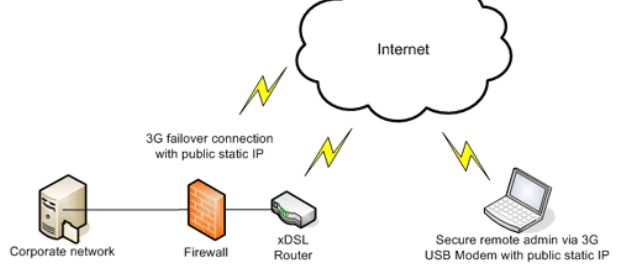 Internet
3G failover connection
with public static IP
Corporate network
Firewall
xDSL
Router
Secure remote admin via 3G
USB Modem with public static IP